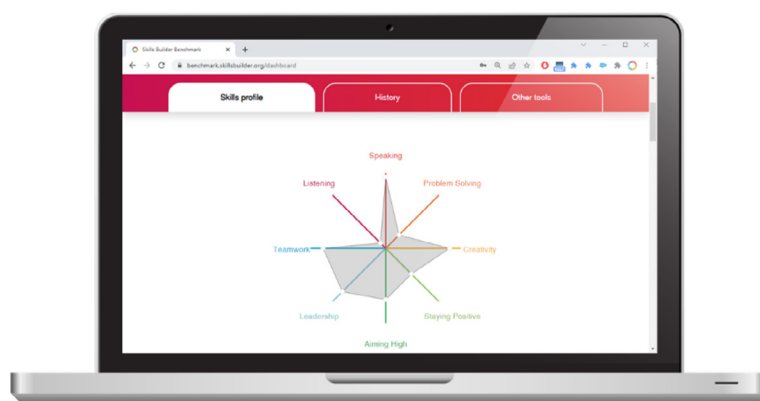 Skills Builder Benchmark
benchmark.skillsbuilder.org/dashboard
Skills profile
History
Other tools
Speaking
Listening
Problem Solving
Teamwork
Creativity
Leadership
Staying Positive
Aiming High